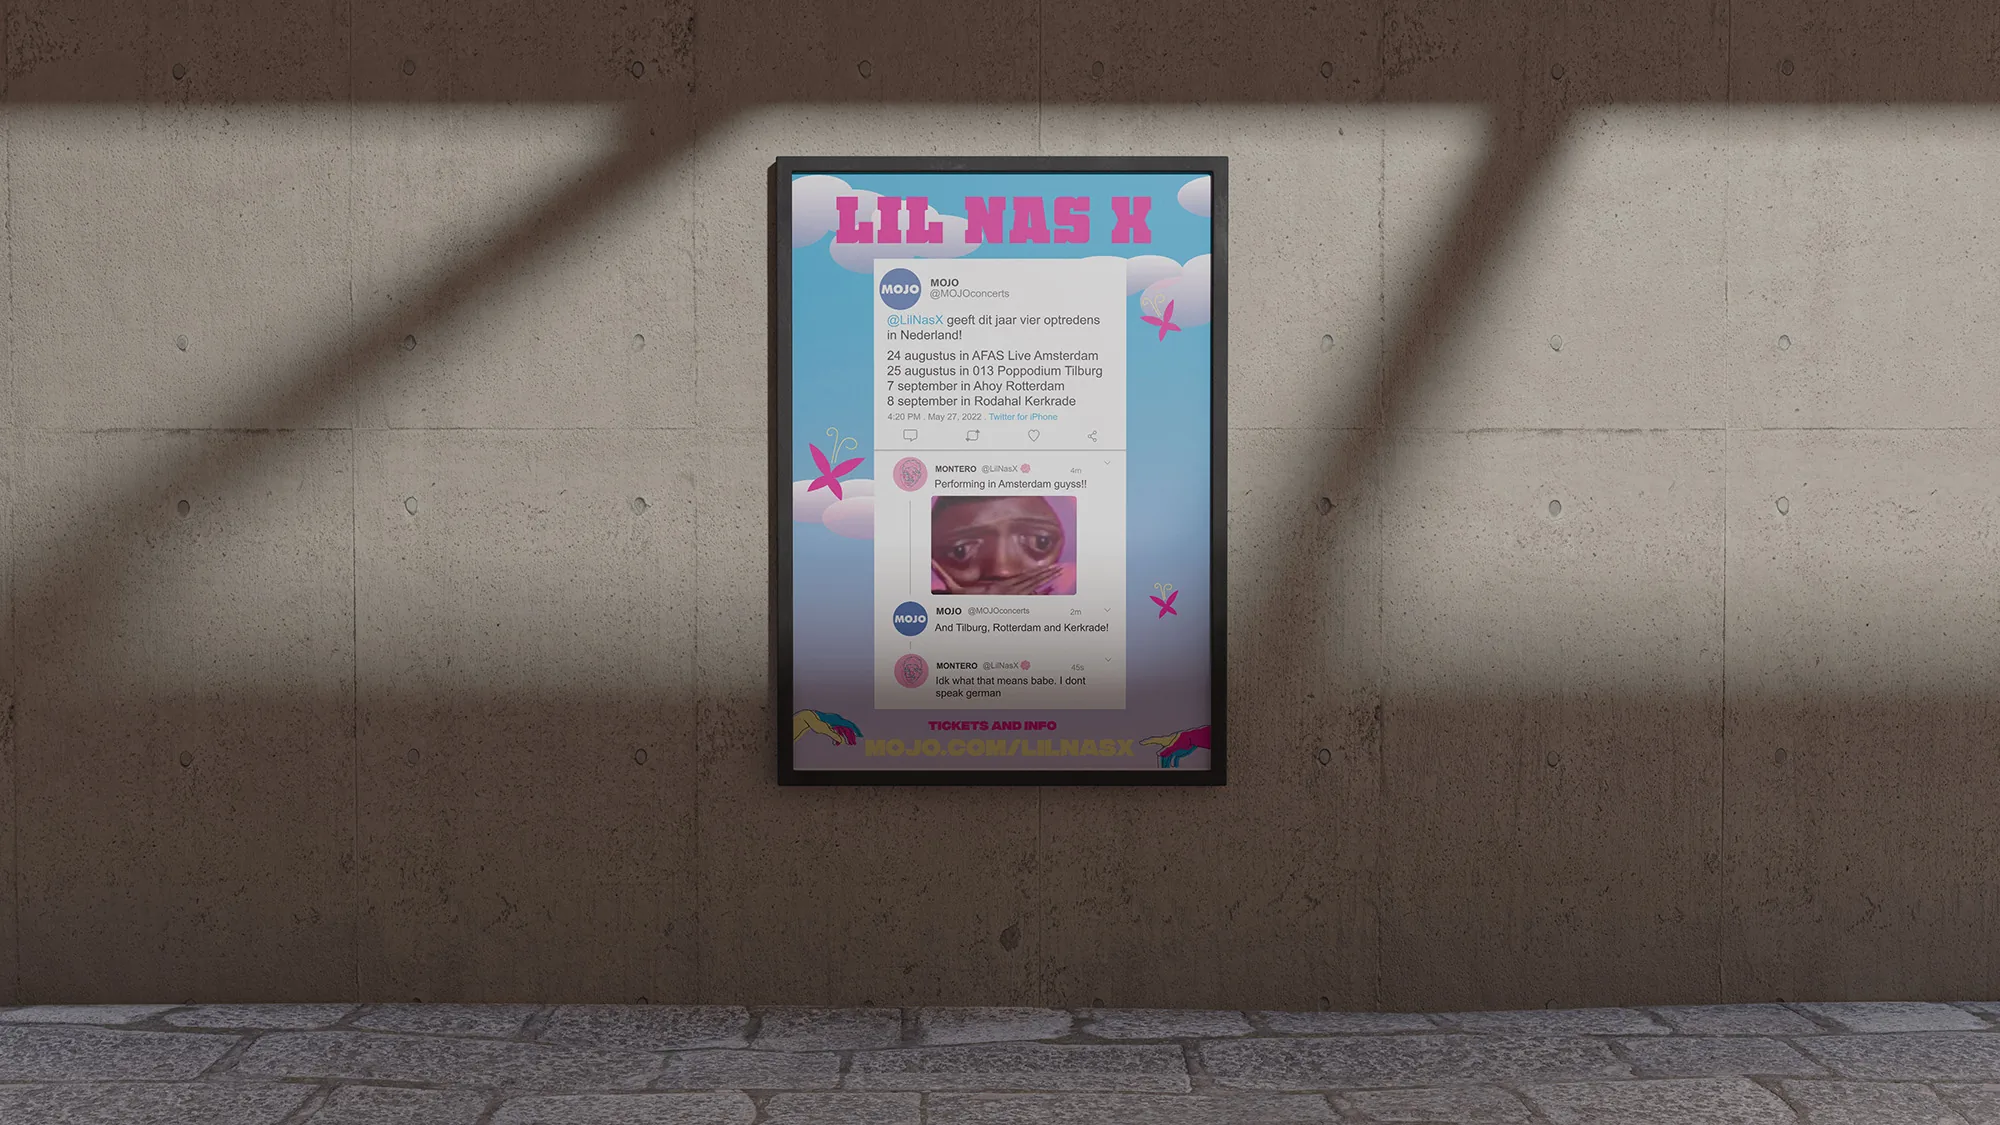 LIL NAS X
MOJO
MOJO
@MOJOconcerts
@LilNasX geeft dit jaar vier optredens
in Nederland!
24 augustus in AFAS Live Amsterdam
25 augustus in 013 Poppodium Tilburg
7 september in Ahoy Rotterdam
8 september in Rodahal Kerkrade
4:20 PM . May 27, 2022 . Twitter for iPhone
MONTERO @LilNasX 4m
Performing in Amsterdam guyss!!
MOJO
MOJO @MOJOconcerts 2m
And Tilburg, Rotterdam and Kerkrade!
MONTERO @LilNasX 45s
Idk what that means babe. I dont
speak german
TICKETS AND INFO
MOJO.COM/LILNASX